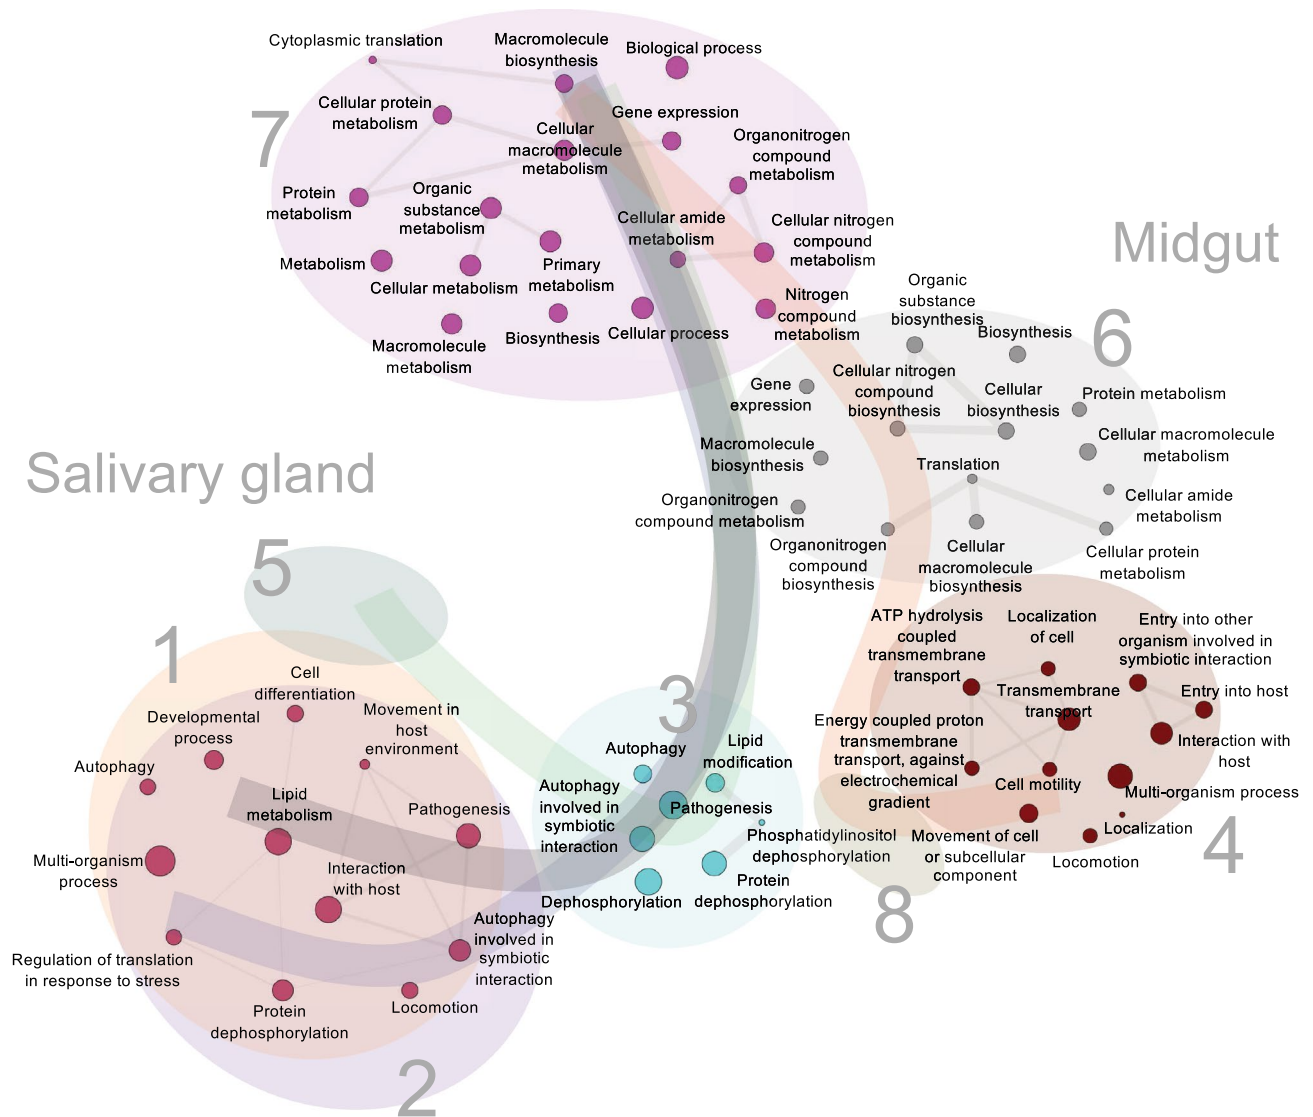 Cytoplasmic translation
Macromolecule
biosynthesis
Biological process
7
Cellular protein
metabolism
Cellular
macromolecule
metabolism
Gene expression
Organonitrogen
compound
metabolism
Protein
metabolism
Organic
substance
metabolism
Cellular amide
metabolism
Cellular nitrogen
compound
metabolism
Metabolism
Cellular metabolism
Primary
metabolism
Macromolecule
metabolism
Biosynthesis
Cellular process
Nitrogen
compound
metabolism
Midgut
6
Organic
substance
biosynthesis
Biosynthesis
Gene
expression
Cellular nitrogen
compound
biosynthesis
Cellular
biosynthesis
Protein metabolism
Macromolecule
biosynthesis
Cellular macromolecule
metabolism
Translation
Organonitrogen
compound metabolism
Cellular amide
metabolism
Organonitrogen
compound
biosynthesis
Cellular
macromolecule
biosynthesis
Cellular protein
metabolism
Salivary gland
5
1
Cell
differentiation
Developmental
process
Movement in
host
environment
Autophagy
Lipid
metabolism
Pathogenesis
Multi-organism
process
Interaction
with host
Regulation of translation
in response to stress
Autophagy
involved in
symbiotic
interaction
Protein
dephosphorylation
Locomotion
2
3
Autophagy
Lipid
modification
Autophagy
involved in
symbiotic
interaction
Pathogenesis
Phosphatidylinositol
dephosphorylation
Dephosphorylation
Protein
dephosphorylation
ATP hydrolysis
coupled
transmembrane
transport
Localization
of cell
Entry into other
organism involved in
symbiotic interaction
Transmembrane
transport
Entry into host
Energy coupled proton
transmembrane
transport, against
electrochemical
gradient
Interaction with
host
Cell motility
Multi-organism process
Movement of cell
or subcellular
component
Localization
Locomotion
4
8